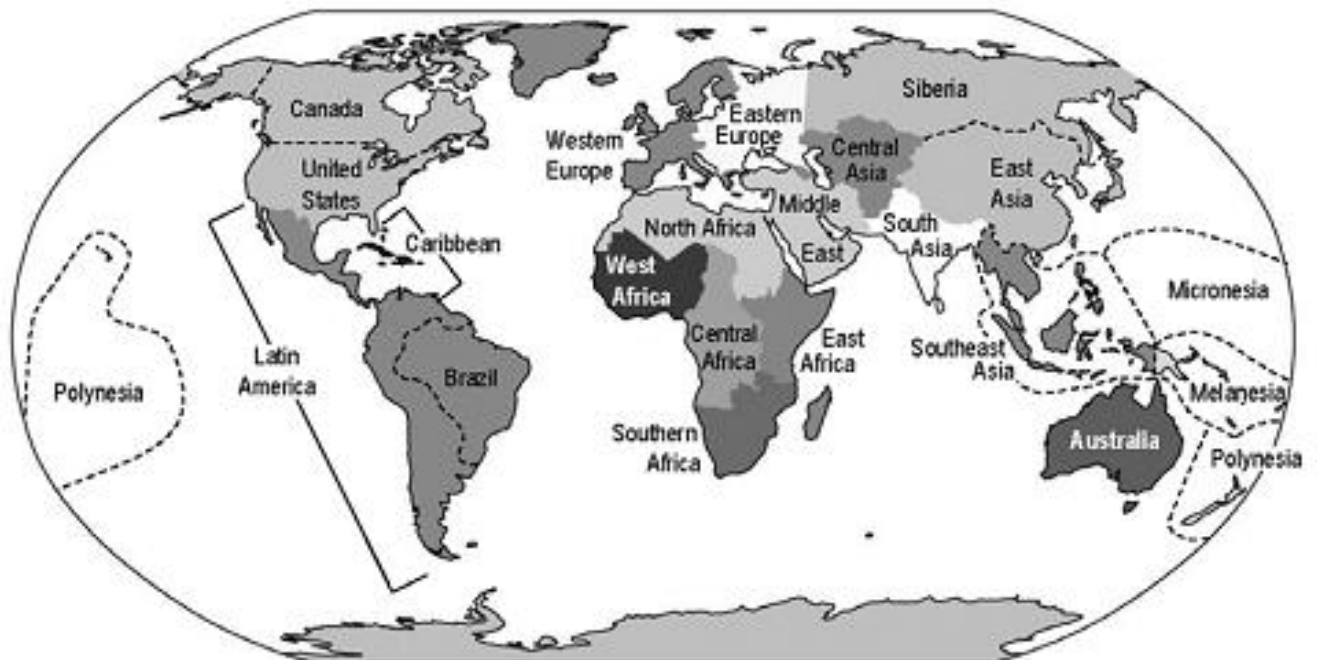 Canada
United
States
Caribbean
Latin
America
Brazil
Polynesia
Western
Europe
Eastern
Europe
Siberia
Central
Asia
East
Asia
North Africa
Middle
East
South
Asia
West
Africa
Central
Africa
East
Africa
Southern
Africa
Southeast
Asia
Micronesia
Melanesia
Australia
Polynesia